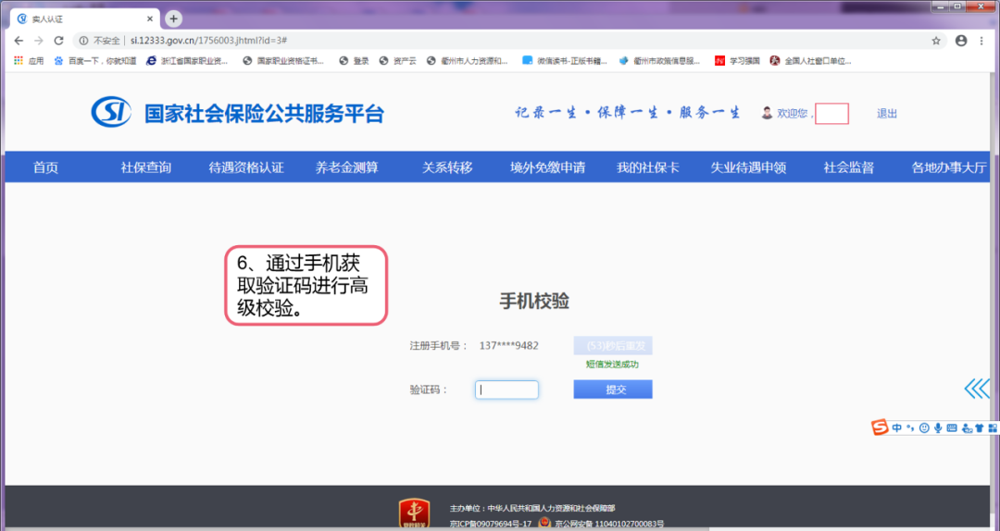 卖人认证
不安全 si.12333.gov.cn/1756003.jhtml?id=3#
应用 百度一下，你就知道 浙江省国家职业资... 国家职业资格证书... 登录 资产云 衢州市人力资源和... 微信读书-正版书籍... 衢州市政策信息服... 学习强国 全国人社窗口单位...
国家社会保险公共服务平台
记录一生·保障一生·服务一生
欢迎您，
退出
首页 社保查询 待遇资格认证 养老金测算 关系转移 境外免缴申请 我的社保卡 失业待遇申领 社会监督 各地办事大厅
6、通过手机获
取验证码进行高
级校验。
手机校验
注册手机号： 137****9482 (53)秒后重发
短信发送成功
验证码： 提交
中
主办单位：中华人民共和国人力资源和社会保障部
党政机关
京ICP备09079694号-17 京公网安备 11040102700083号